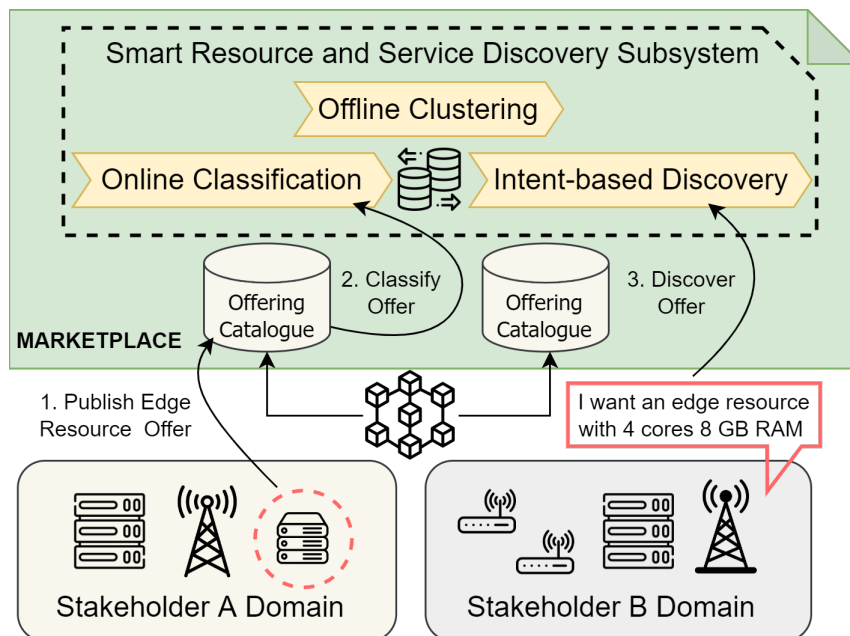 Smart Resource and Service Discovery Subsystem
Offline Clustering
Online Classification
Intent-based Discovery
2. Classify
Offer
3. Discover
Offer
Offering
Catalogue
Offering
Catalogue
MARKETPLACE
1. Publish Edge
Resource Offer
I want an edge resource
with 4 cores 8 GB RAM
Stakeholder A Domain
Stakeholder B Domain